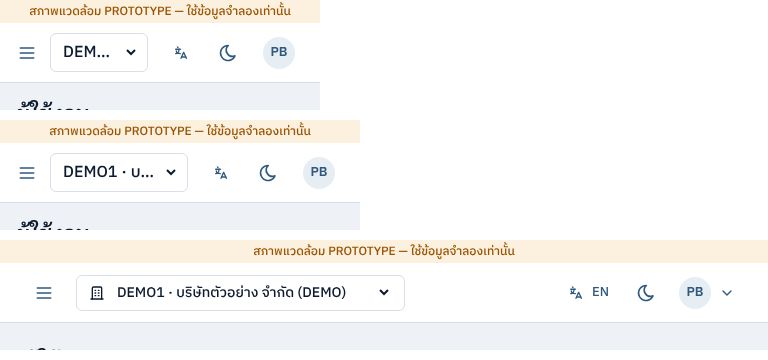 สภาพแวดล้อม PROTOTYPE — ใช้ข้อมูลจำลองเท่านั้น
DEM... PB
สภาพแวดล้อม PROTOTYPE — ใช้ข้อมูลจำลองเท่านั้น
DEMO1 · บ... PB
สภาพแวดล้อม PROTOTYPE — ใช้ข้อมูลจำลองเท่านั้น
DEMO1 · บริษัทตัวอย่าง จำกัด (DEMO) EN PB